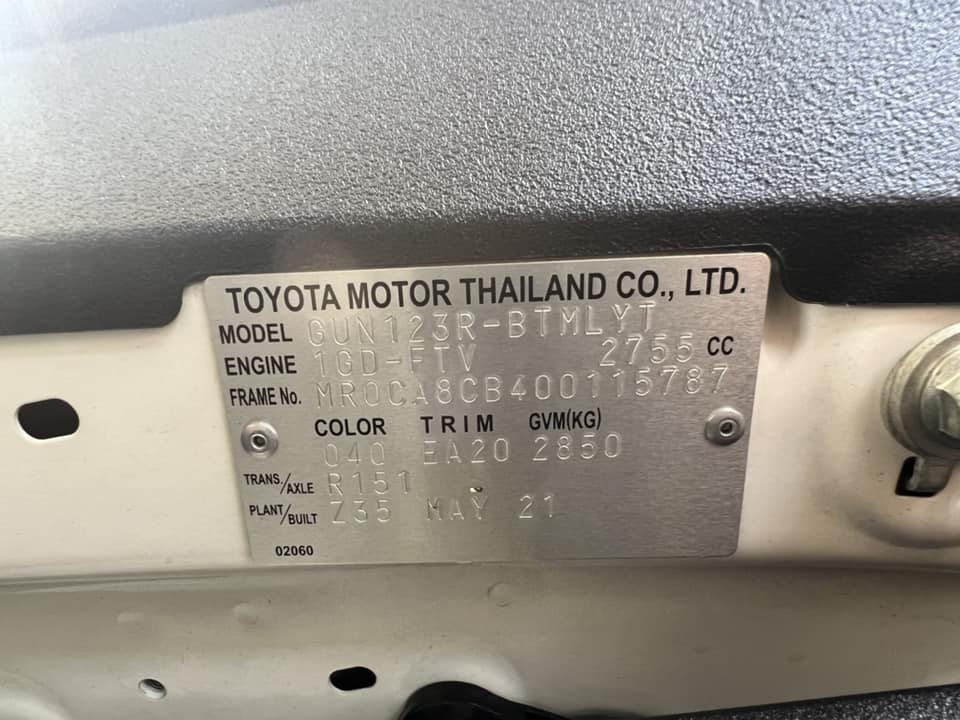 TOYOTA MOTOR THAILAND CO., LTD.
MODEL GUN123R-BTMLYT
ENGINE 1GD-FTV 2755 CC
FRAME No. MR0CA8CB400115787
COLOR TRIM GVM(KG)
040 EA20 2850
TRANS./AXLE R151
PLANT/BUILT Z35 MAY 21
02060